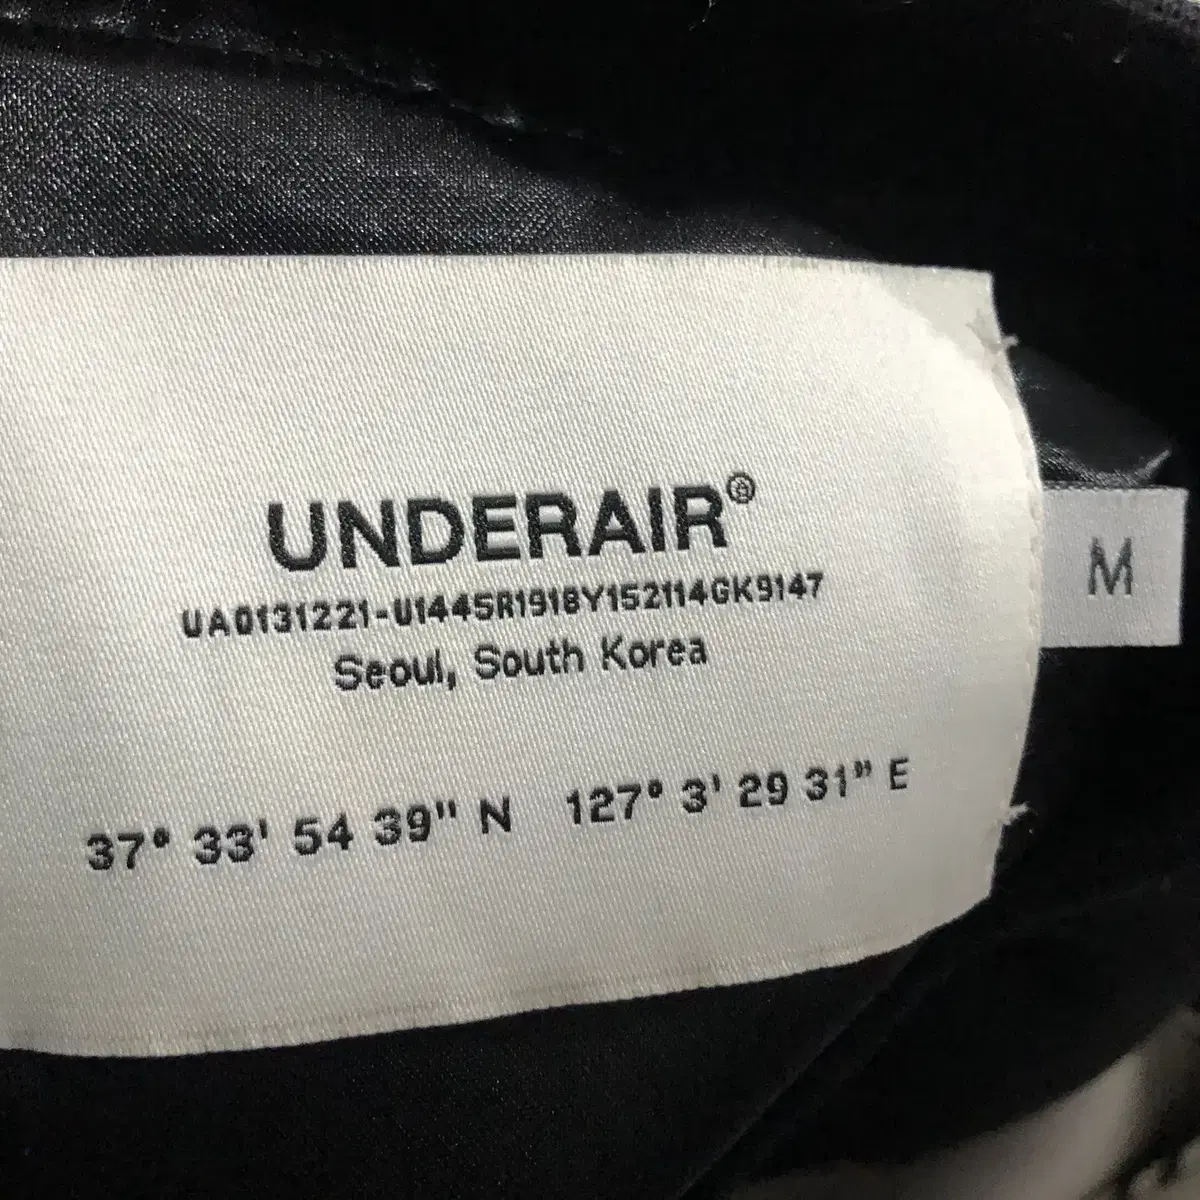 UNDERAIR®
UA0131221-U1445R1918Y152114GK9147
Seoul, South Korea
37° 33' 54 39" N 127° 3' 29 31" E
M